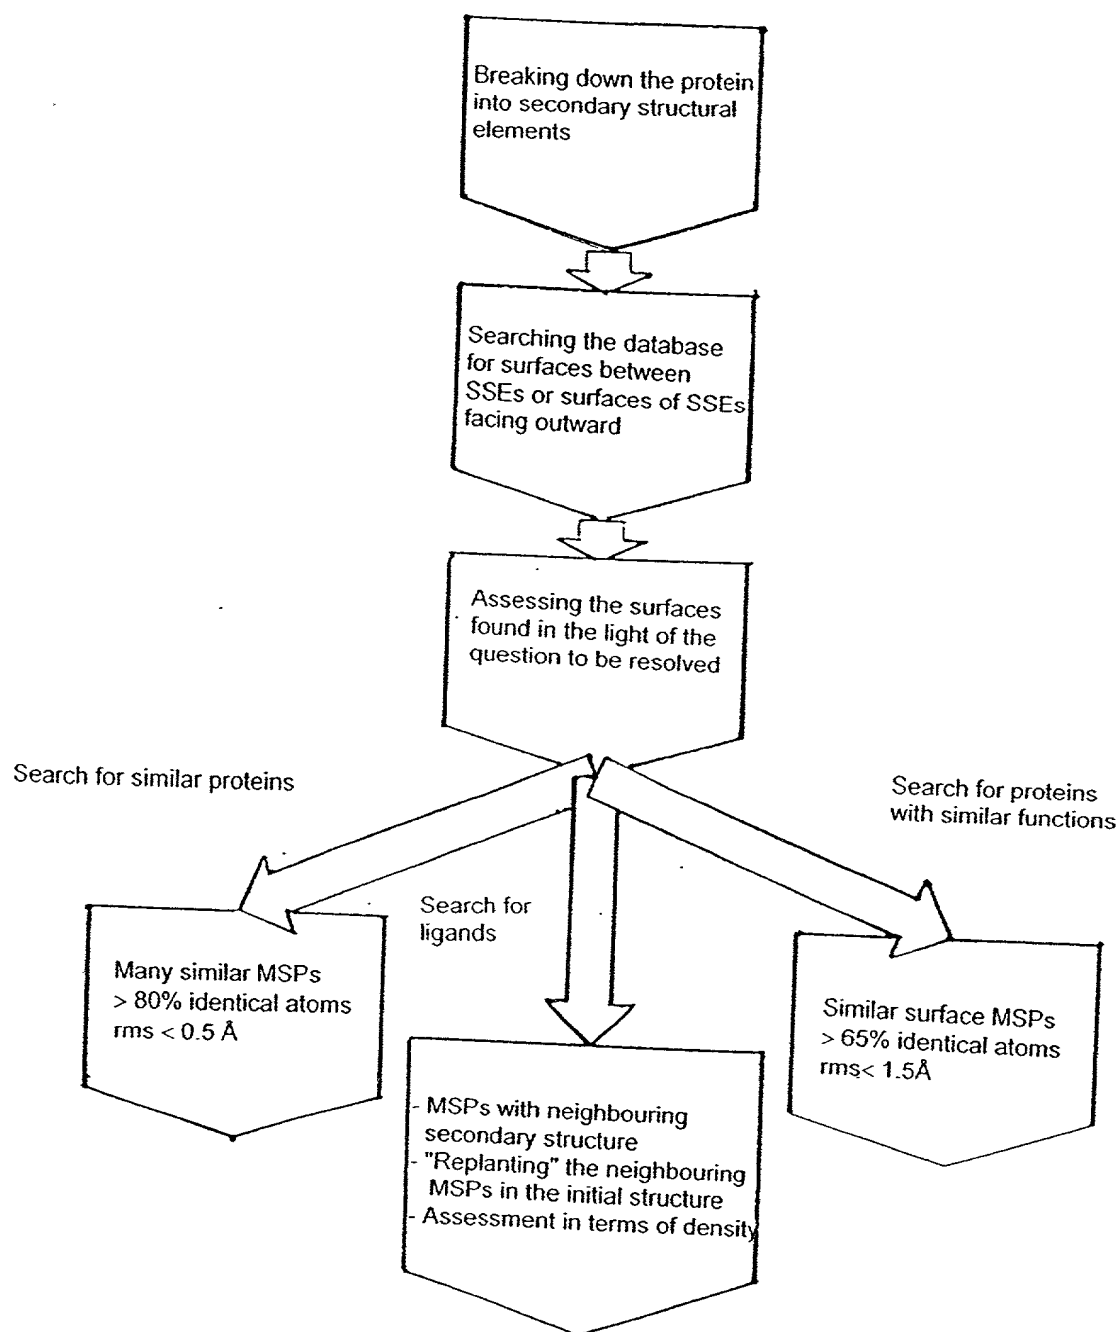 Breaking down the protein
into secondary structural
elements
Searching the database
for surfaces between
SSEs or surfaces of SSEs
facing outward
Assessing the surfaces
found in the light of the
question to be resolved
Search for similar proteins
Search for
ligands
Search for proteins
with similar functions
Many similar MSPs
> 80% identical atoms
rms < 0.5 Å
- MSPs with neighbouring
secondary structure
- "Replanting" the neighbouring
MSPs in the initial structure
- Assessment in terms of density
Similar surface MSPs
> 65% identical atoms
rms< 1.5Å